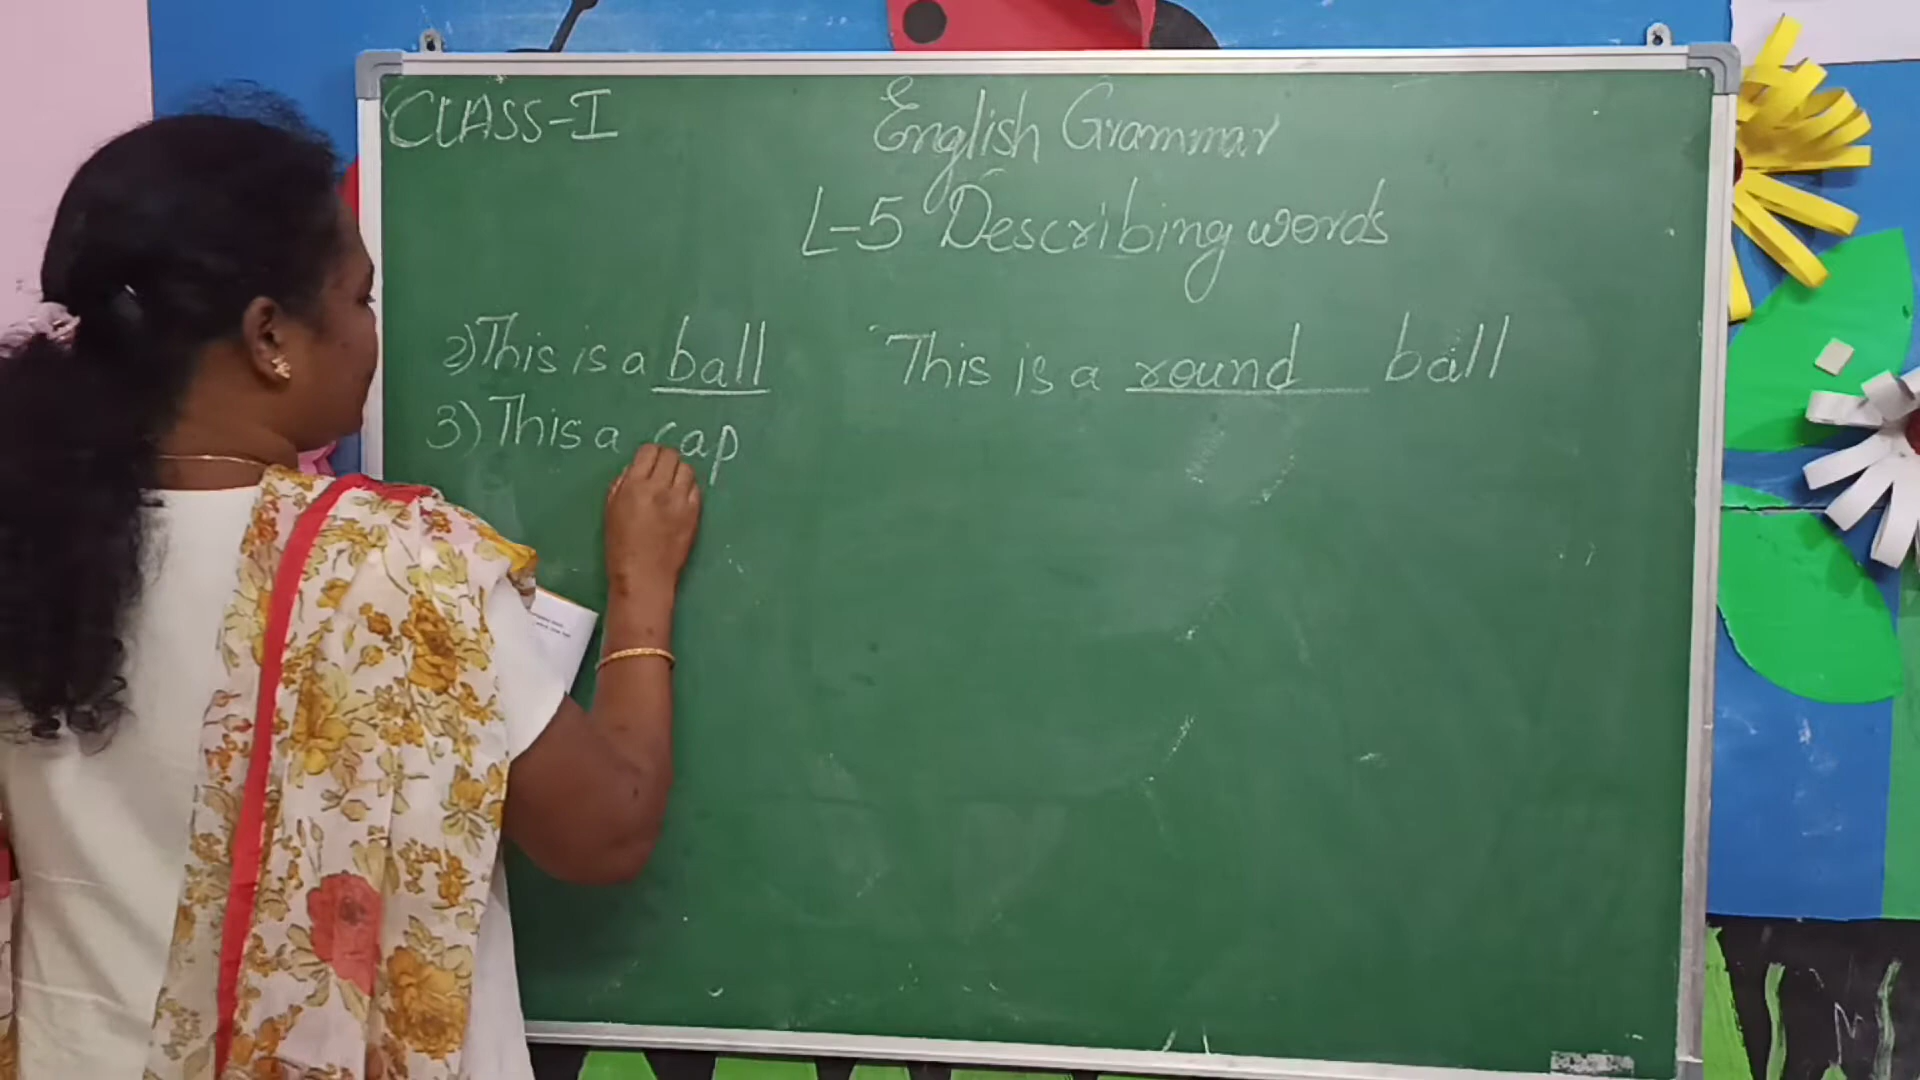 CLASS-I
English Grammar
L-5 Describing words
2) This is a ball This is a round ball
3) This a cap